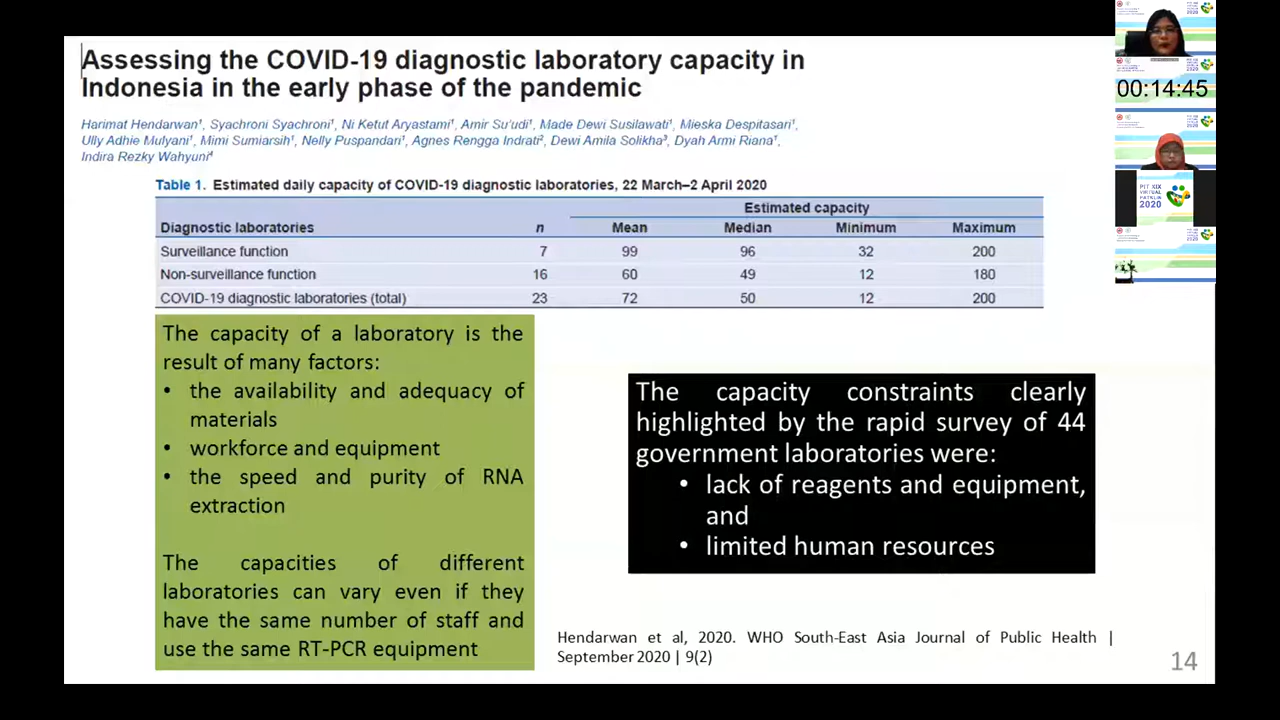 Assessing the COVID-19 diagnostic laboratory capacity in
Indonesia in the early phase of the pandemic
Harimat Hendarwan¹, Syachroni Syachroni¹, Ni Ketut Aryastami¹, Amir Su'udi¹, Made Dewi Susilawati¹, Mieska Despitasari¹,
Ully Adhie Mulyani¹, Mimi Sumiarsih¹, Nelly Puspandari¹, Agnes Rengga Indrati², Dewi Amila Solikha³, Dyah Armi Riana¹,
Indira Rezky Wahyuni⁴
Table 1. Estimated daily capacity of COVID-19 diagnostic laboratories, 22 March–2 April 2020
Estimated capacity
Diagnostic laboratories n Mean Median Minimum Maximum
Surveillance function 7 99 96 32 200
Non-surveillance function 16 60 49 12 180
COVID-19 diagnostic laboratories (total) 23 72 50 12 200
The capacity of a laboratory is the
result of many factors:
• the availability and adequacy of
materials
• workforce and equipment
• the speed and purity of RNA
extraction
The capacities of different
laboratories can vary even if they
have the same number of staff and
use the same RT-PCR equipment
The capacity constraints clearly
highlighted by the rapid survey of 44
government laboratories were:
• lack of reagents and equipment,
and
• limited human resources
Hendarwan et al, 2020. WHO South-East Asia Journal of Public Health |
September 2020 | 9(2)
14
00:14:45
PIT XIX
VIRTUAL
PATKLIN
2020